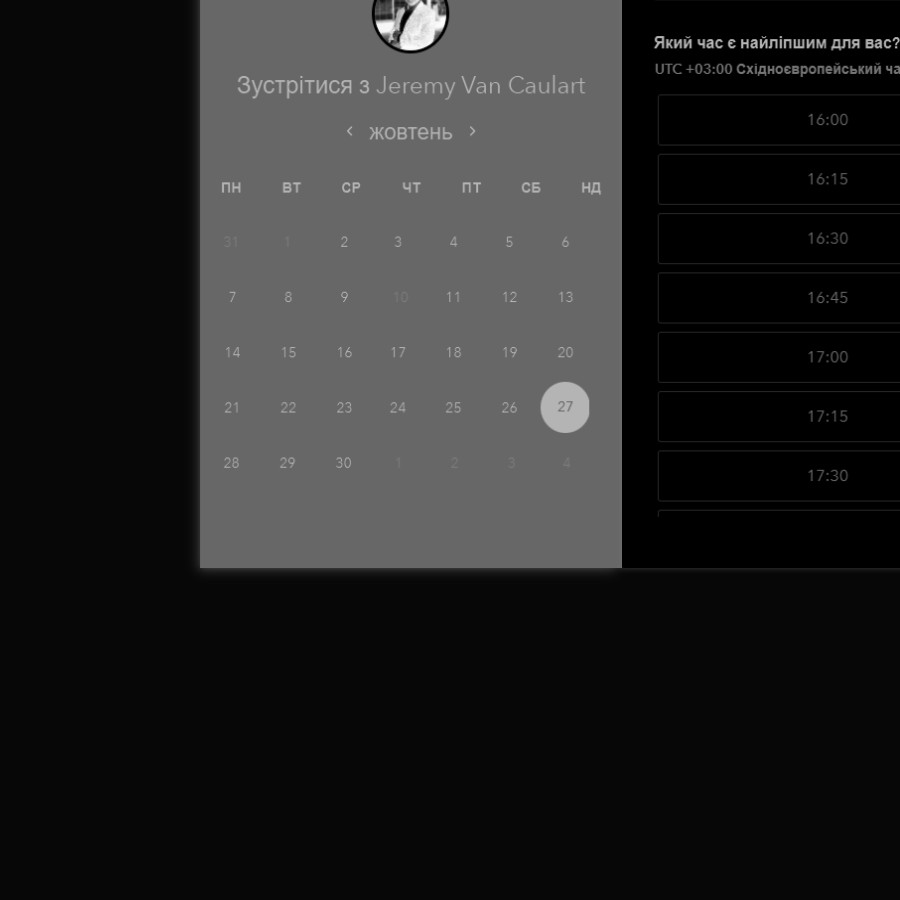 Зустрітися з Jeremy Van Caulart
‹ жовтень ›
ПН ВТ СР ЧТ ПТ СБ НД
31 1 2 3 4 5 6
7 8 9 10 11 12 13
14 15 16 17 18 19 20
21 22 23 24 25 26 27
28 29 30 1 2 3 4
Який час є найліпшим для вас?
UTC +03:00 Східноєвропейський ча
16:00
16:15
16:30
16:45
17:00
17:15
17:30